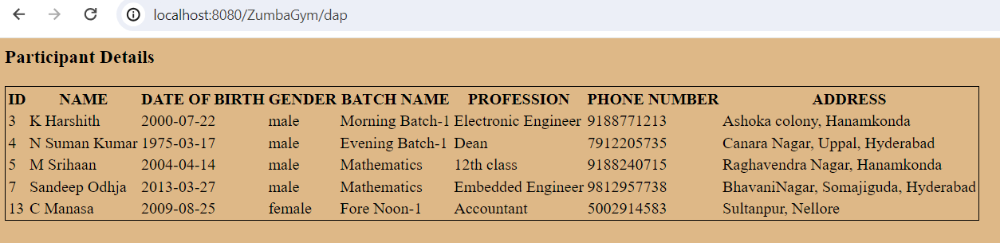 localhost:8080/ZumbaGym/dap
Participant Details
ID NAME DATE OF BIRTH GENDER BATCH NAME PROFESSION PHONE NUMBER ADDRESS
3 K Harshith 2000-07-22 male Morning Batch-1 Electronic Engineer 9188771213 Ashoka colony, Hanamkonda
4 N Suman Kumar 1975-03-17 male Evening Batch-1 Dean 7912205735 Canara Nagar, Uppal, Hyderabad
5 M Srihaan 2004-04-14 male Mathematics 12th class 9188240715 Raghavendra Nagar, Hanamkonda
7 Sandeep Odhja 2013-03-27 male Mathematics Embedded Engineer 9812957738 BhavaniNagar, Somajiguda, Hyderabad
13 C Manasa 2009-08-25 female Fore Noon-1 Accountant 5002914583 Sultanpur, Nellore